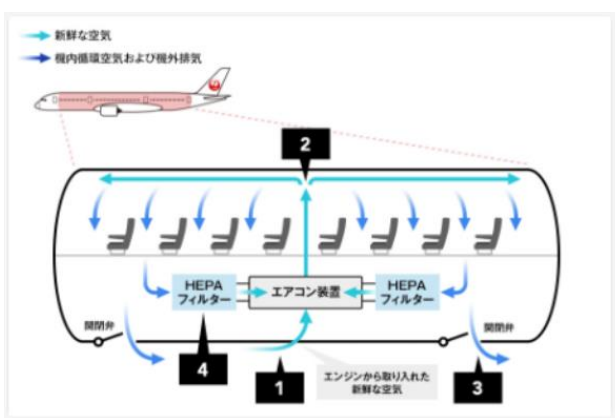 新鮮な空気
機内循環空気および機外排気
2
HEPA
フィルター
エアコン装置
HEPA
フィルター
開閉弁
開閉弁
4
1
エンジンから取り入れた
新鮮な空気
3